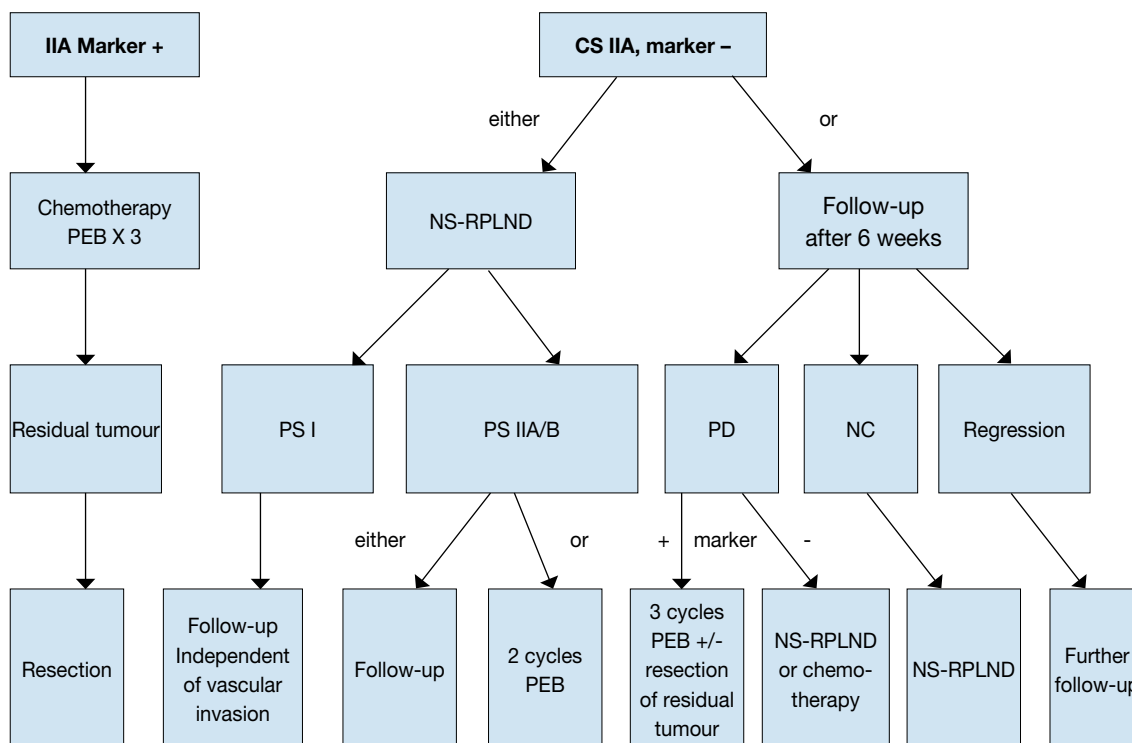 IIA Marker +
CS IIA, marker –
either
or
Chemotherapy
PEB X 3
NS-RPLND
Follow-up
after 6 weeks
Residual tumour
PS I
PS IIA/B
PD
NC
Regression
either
or
+ marker -
Resection
Follow-up
Independent
of vascular
invasion
Follow-up
2 cycles
PEB
3 cycles
PEB +/-
resection
of residual
tumour
NS-RPLND
or chemo-
therapy
NS-RPLND
Further
follow-up